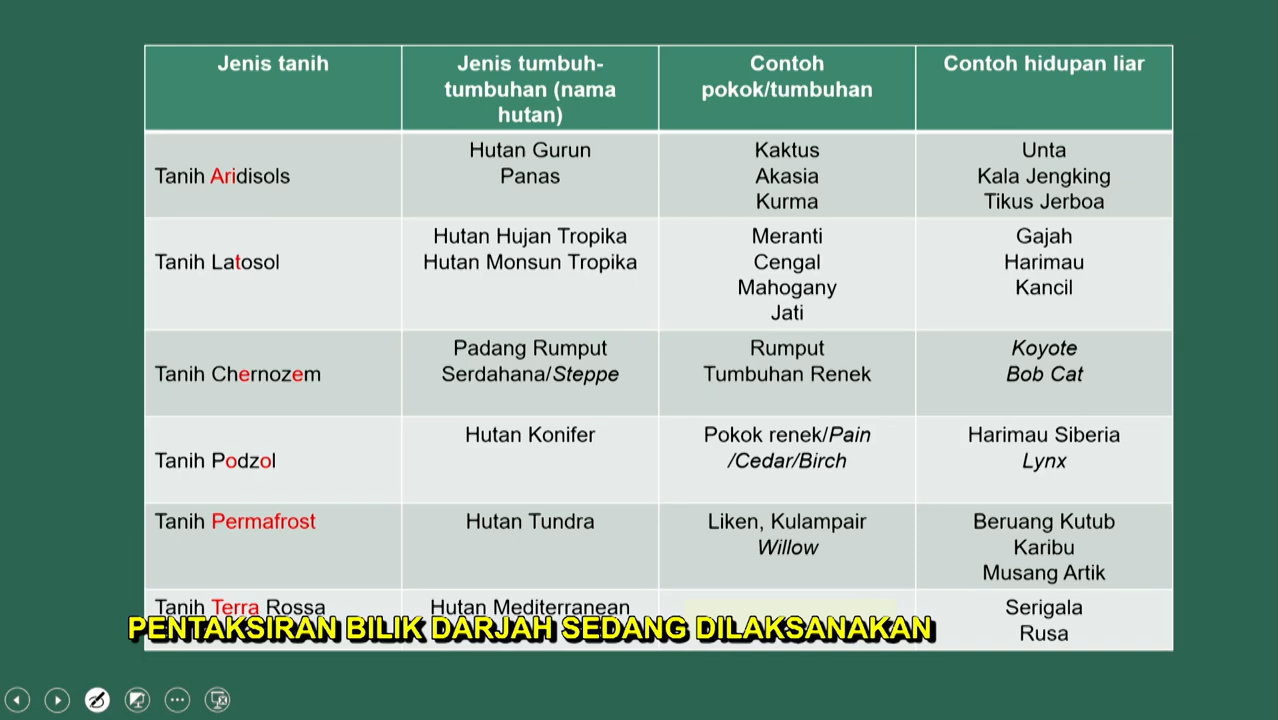 Jenis tanih
Jenis tumbuh-
tumbuhan (nama
hutan)
Contoh
pokok/tumbuhan
Contoh hidupan liar
Tanih Aridisols
Hutan Gurun
Panas
Kaktus
Akasia
Kurma
Unta
Kala Jengking
Tikus Jerboa
Tanih Latosol
Hutan Hujan Tropika
Hutan Monsun Tropika
Meranti
Cengal
Mahogany
Jati
Gajah
Harimau
Kancil
Tanih Chernozem
Padang Rumput
Serdahana/Steppe
Rumput
Tumbuhan Renek
Koyote
Bob Cat
Tanih Podzol
Hutan Konifer
Pokok renek/Pain
/Cedar/Birch
Harimau Siberia
Lynx
Tanih Permafrost
Hutan Tundra
Liken, Kulampair
Willow
Beruang Kutub
Karibu
Musang Artik
Tanih Terra Rossa
Hutan Mediterranean
Serigala
Rusa
PENTAKSIRAN BILIK DARJAH SEDANG DILAKSANAKAN